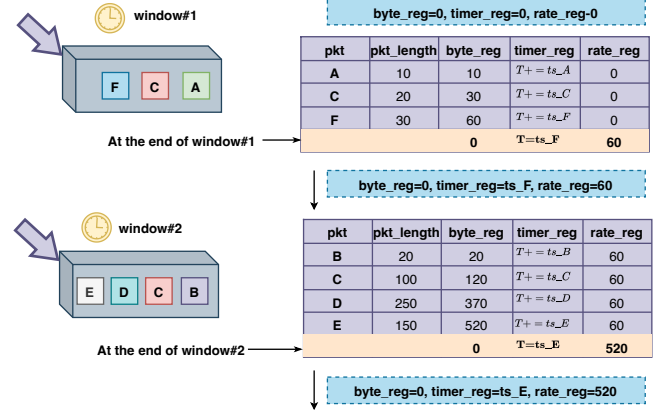 window#1
byte_reg=0, timer_reg=0, rate_reg-0
F C A
pkt pkt_length byte_reg timer_reg rate_reg
A 10 10 T+ = ts_A 0
C 20 30 T+ = ts_C 0
F 30 60 T+ = ts_F 0
At the end of window#1 0 T=ts_F 60
byte_reg=0, timer_reg=ts_F, rate_reg=60
window#2
E D C B
pkt pkt_length byte_reg timer_reg rate_reg
B 20 20 T+ = ts_B 60
C 100 120 T+ = ts_C 60
D 250 370 T+ = ts_D 60
E 150 520 T+ = ts_E 60
At the end of window#2 0 T=ts_E 520
byte_reg=0, timer_reg=ts_E, rate_reg=520